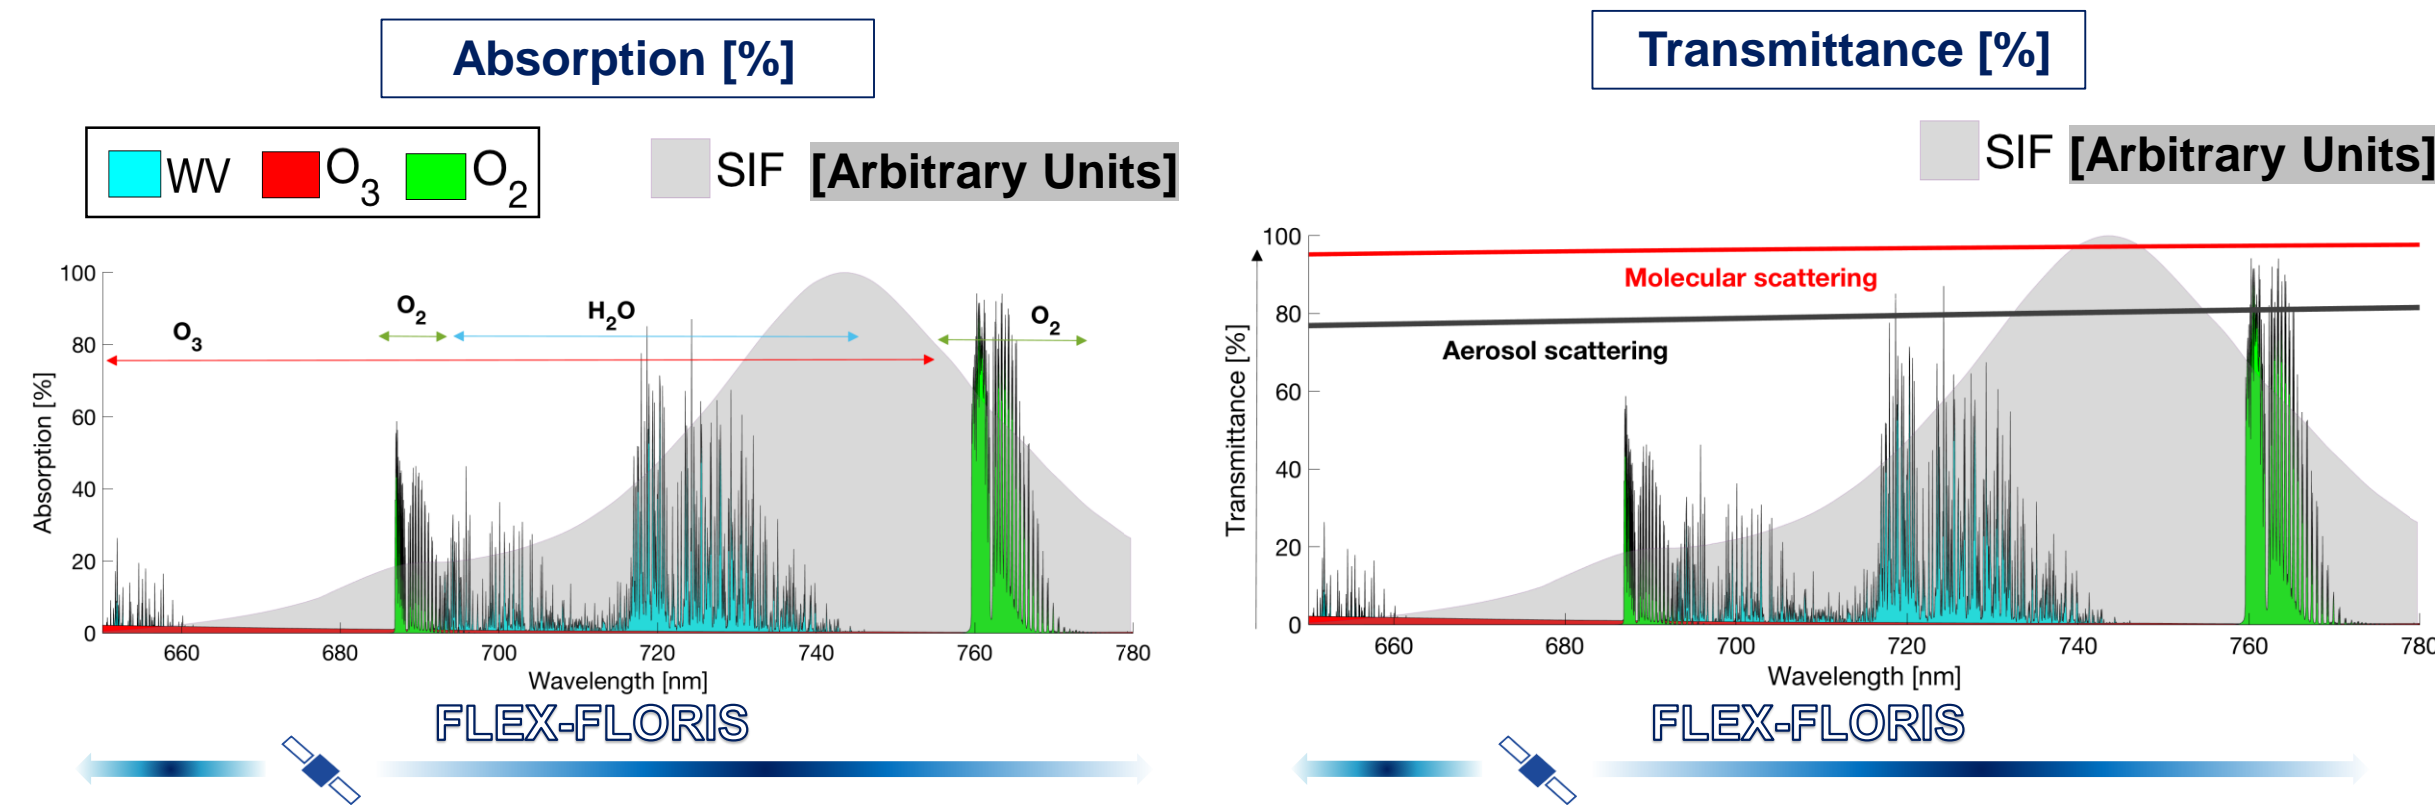 Absorption [%]
WV O3 O2
SIF [Arbitrary Units]
100
80
60
40
20
0
Absorption [%]
O3
O2
H2O
O2
660 680 700 720 740 760 780
Wavelength [nm]
FLEX-FLORIS
Transmittance [%]
SIF [Arbitrary Units]
100
80
60
40
20
0
Transmittance [%]
Molecular scattering
Aerosol scattering
660 680 700 720 740 760 780
Wavelength [nm]
FLEX-FLORIS